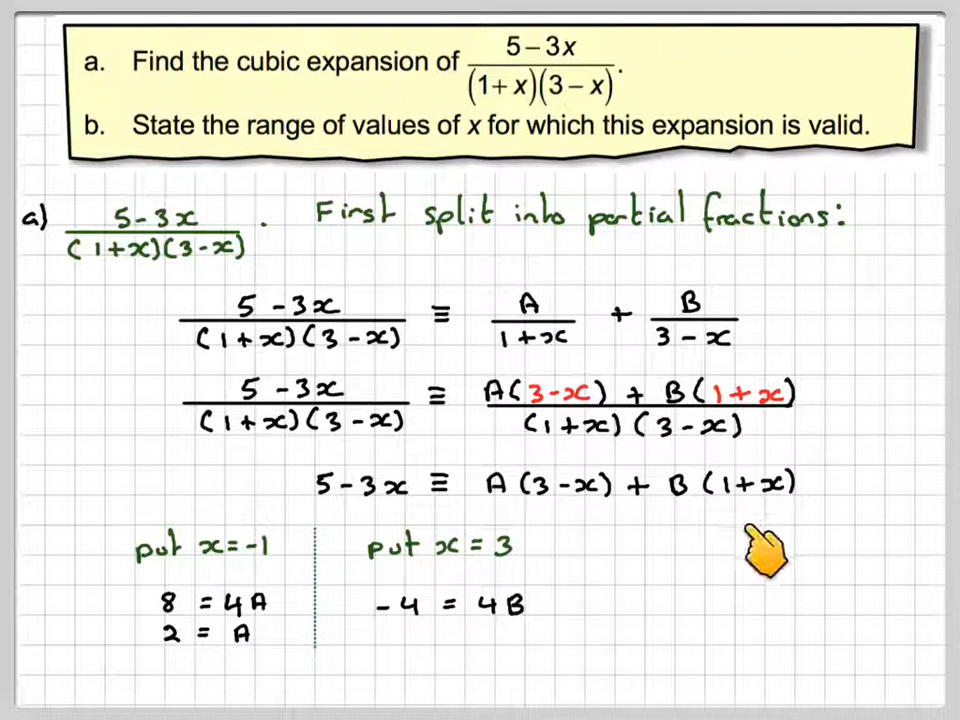 a. Find the cubic expansion of (5 – 3x)/((1 + x)(3 – x)).
b. State the range of values of x for which this expansion is valid.
a) (5-3x)/((1+x)(3-x)) . First split into partial fractions:
(5-3x)/((1+x)(3-x)) ≡ A/(1+x) + B/(3-x)
(5-3x)/((1+x)(3-x)) ≡ (A(3-x) + B(1+x))/((1+x)(3-x))
5-3x ≡ A(3-x) + B(1+x)
put x=-1
8 = 4A
2 = A
put x = 3
-4 = 4B